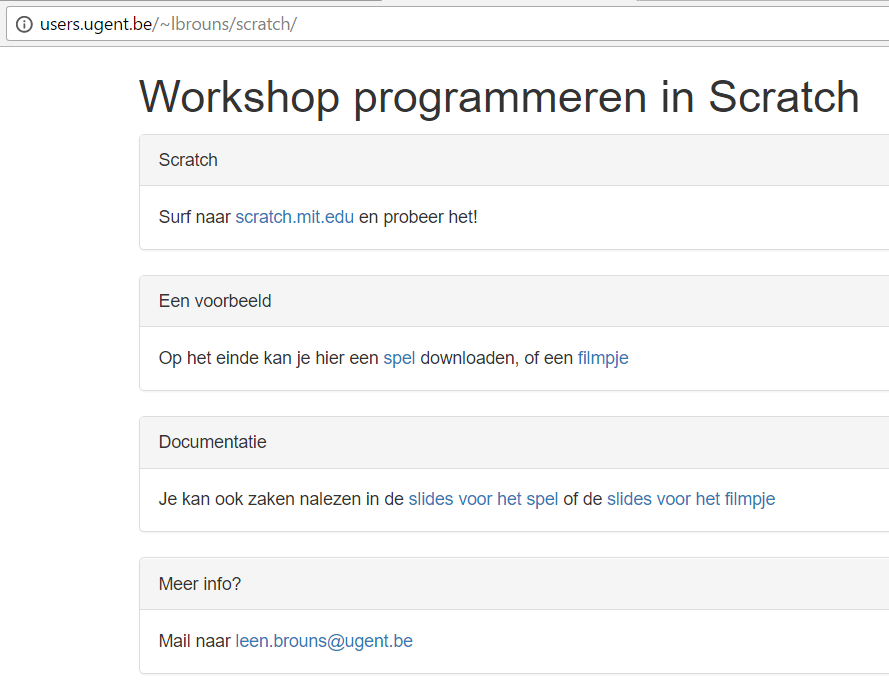 users.ugent.be/~lbrouns/scratch/
Workshop programmeren in Scratch
Scratch
Surf naar scratch.mit.edu en probeer het!
Een voorbeeld
Op het einde kan je hier een spel downloaden, of een filmpje
Documentatie
Je kan ook zaken nalezen in de slides voor het spel of de slides voor het filmpje
Meer info?
Mail naar leen.brouns@ugent.be